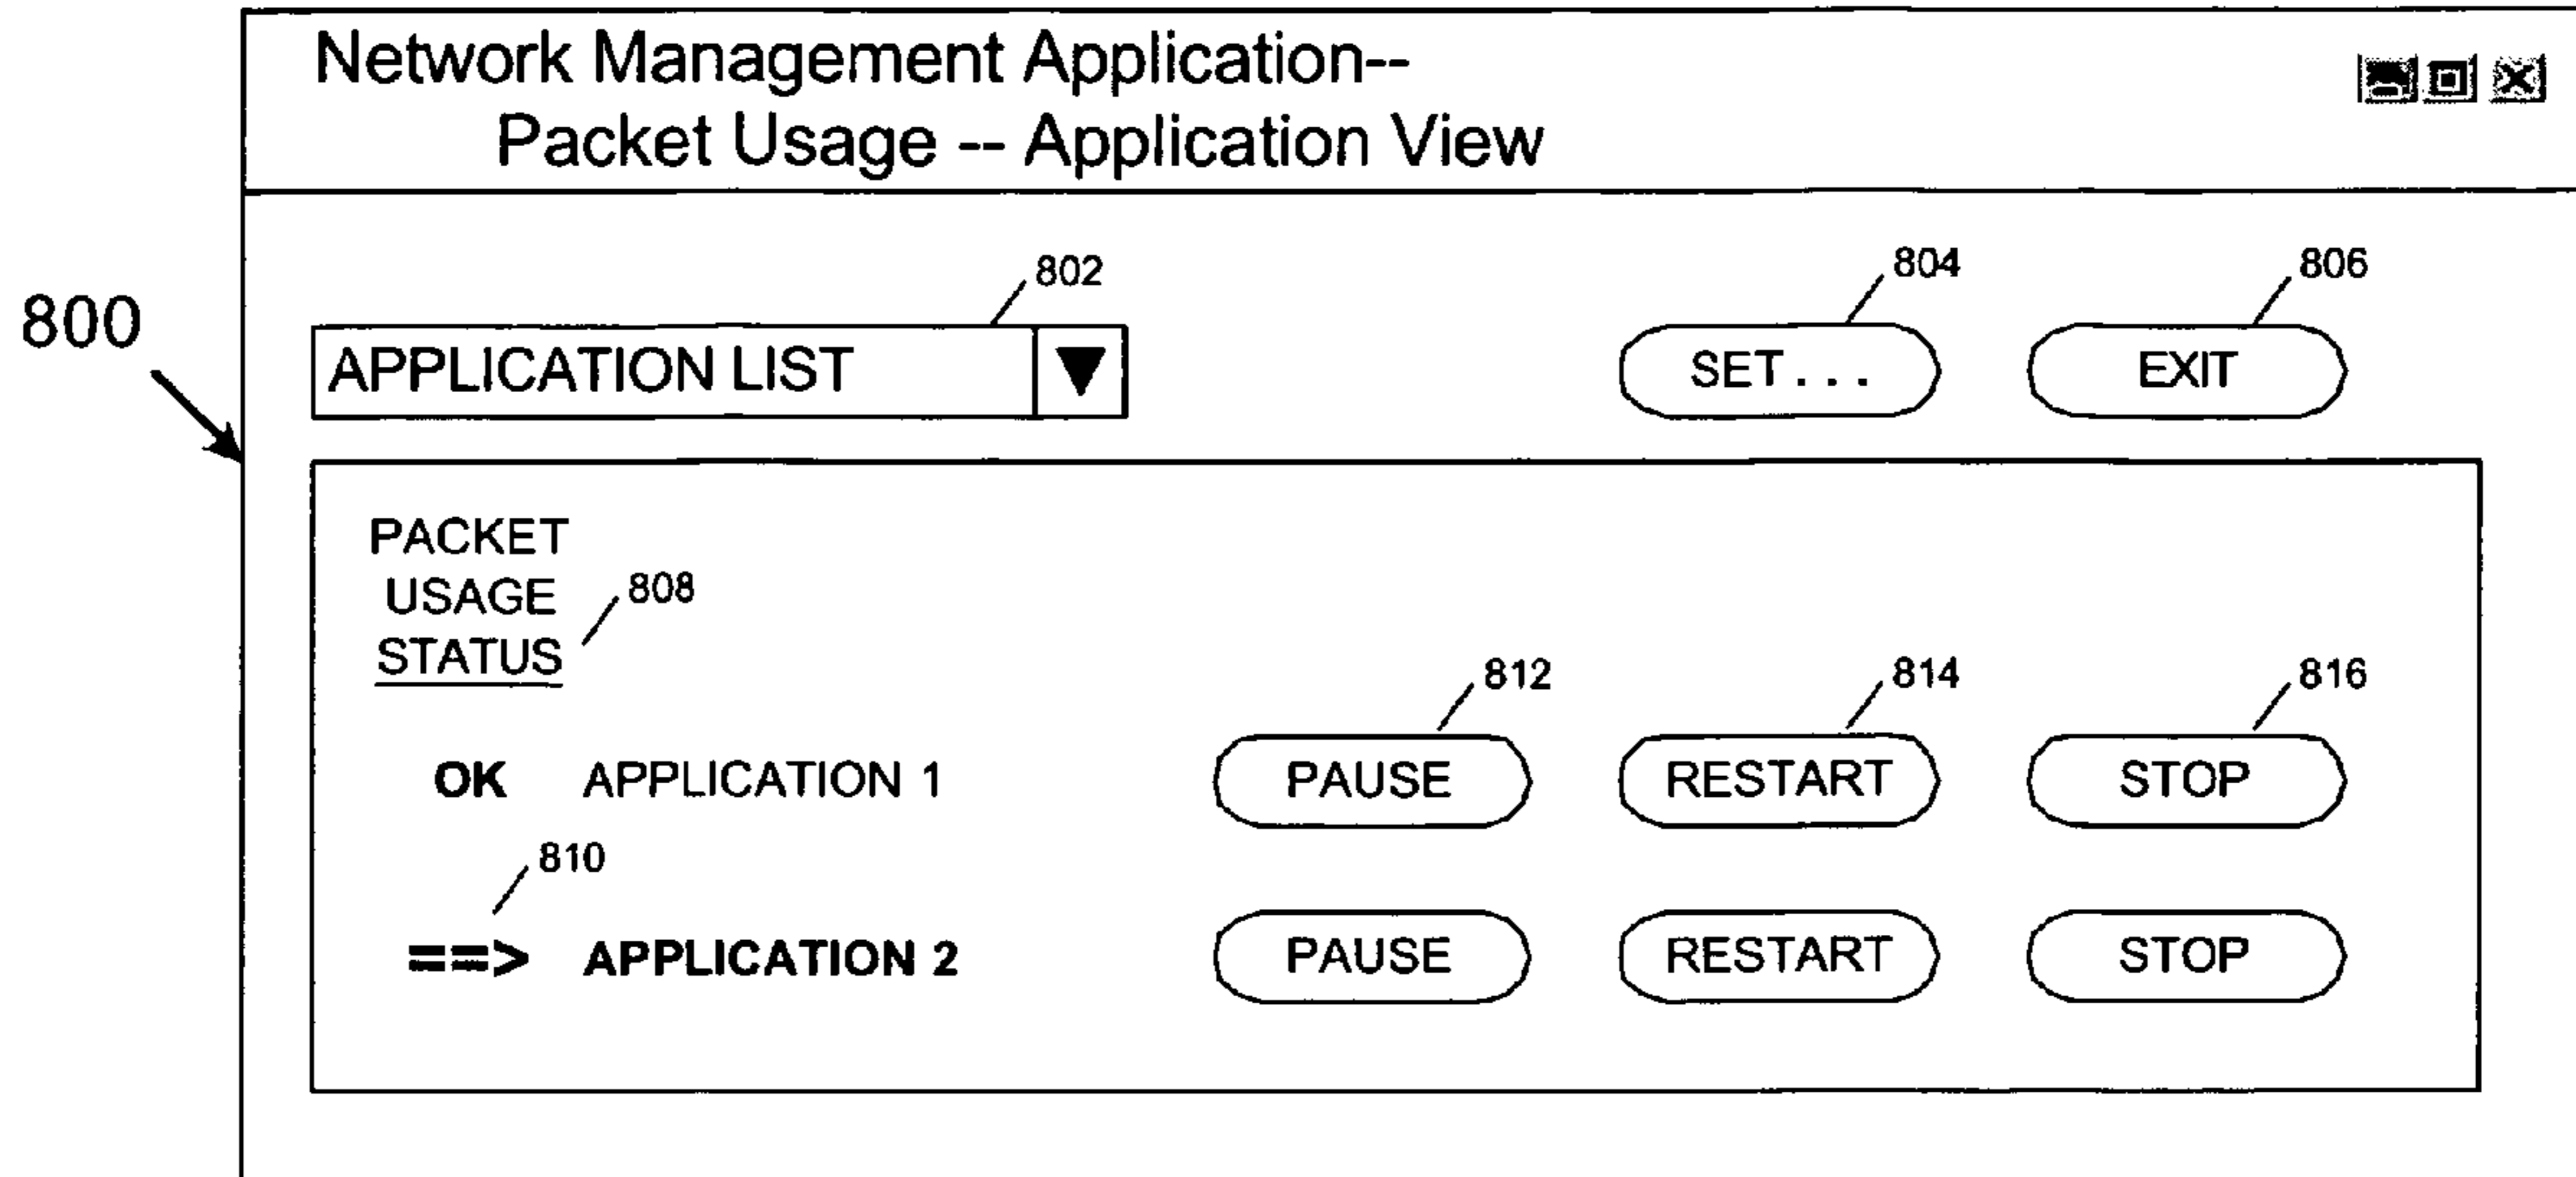 Network Management Application--
Packet Usage -- Application View
802
804
806
800
APPLICATION LIST
SET...
EXIT
PACKET
USAGE
808
STATUS
812
814
816
OK APPLICATION 1 PAUSE RESTART STOP
810
==> APPLICATION 2 PAUSE RESTART STOP